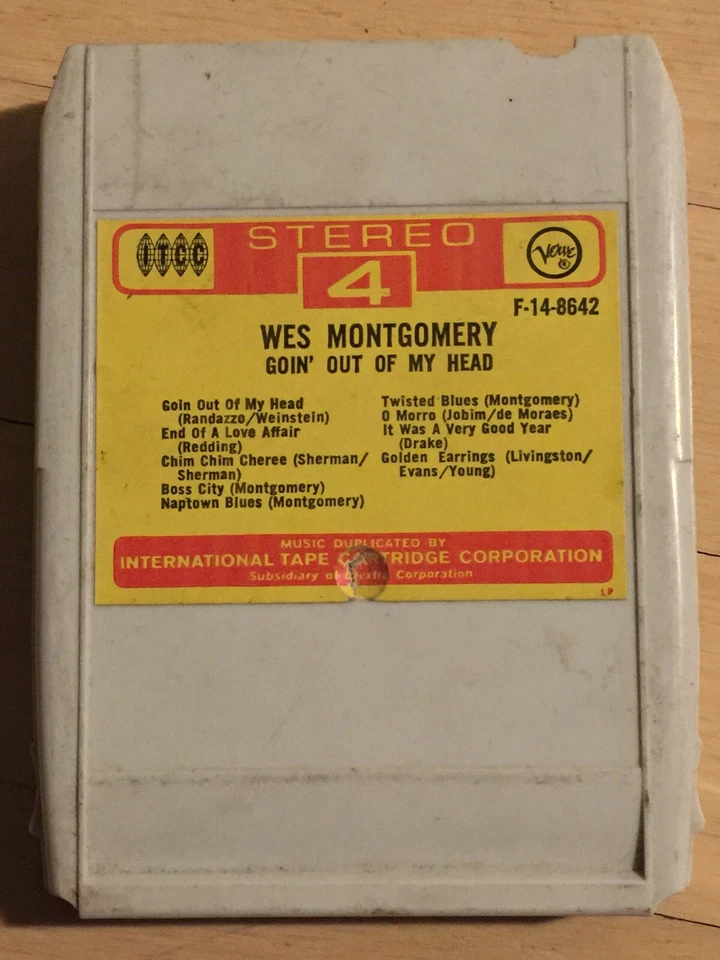 ITCC
STEREO
4
Verve
®
F-14-8642
WES MONTGOMERY
GOIN' OUT OF MY HEAD
Goin Out Of My Head
(Randazzo/Weinstein)
End Of A Love Affair
(Redding)
Chim Chim Cheree (Sherman/
Sherman)
Boss City (Montgomery)
Naptown Blues (Montgomery)
Twisted Blues (Montgomery)
O Morro (Jobim/de Moraes)
It Was A Very Good Year
(Drake)
Golden Earrings (Livingston/
Evans/Young)
MUSIC DUPLICATED BY
INTERNATIONAL TAPE CARTRIDGE CORPORATION
Subsidiary of Corporation
LP